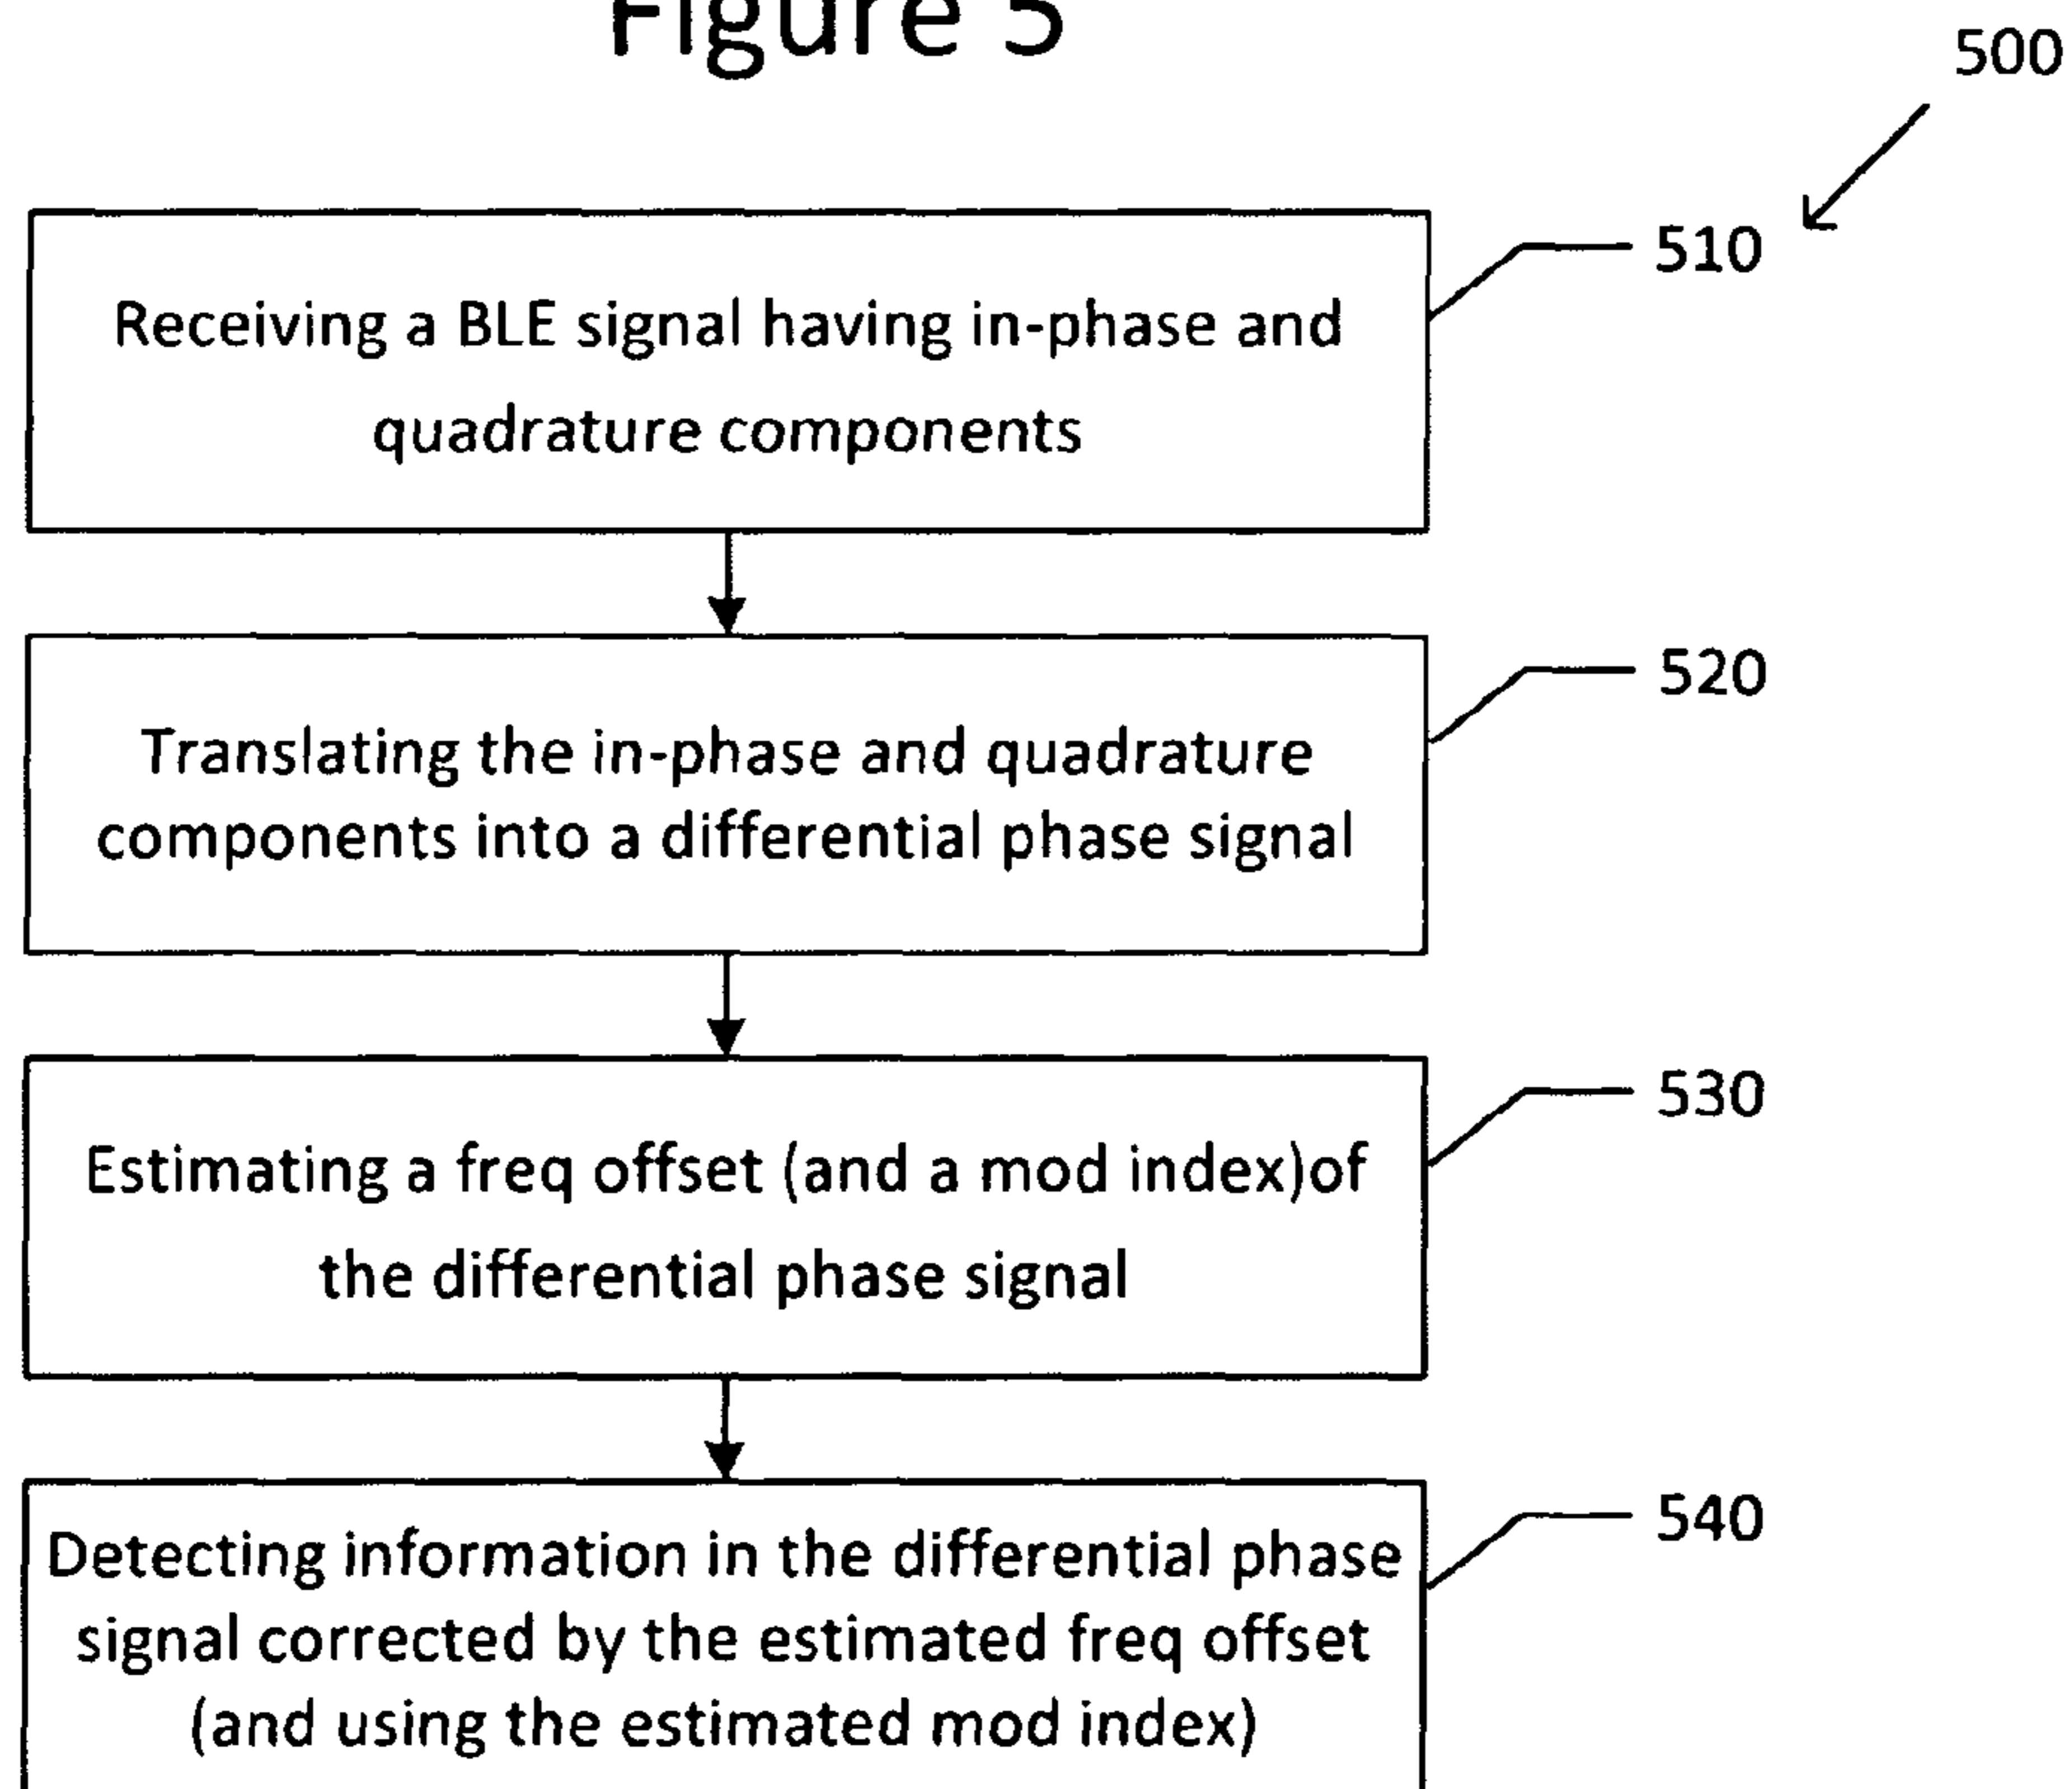 Figure 5
500
510
Receiving a BLE signal having in-phase and
quadrature components
520
Translating the in-phase and quadrature
components into a differential phase signal
530
Estimating a freq offset (and a mod index)of
the differential phase signal
540
Detecting information in the differential phase
signal corrected by the estimated freq offset
(and using the estimated mod index)